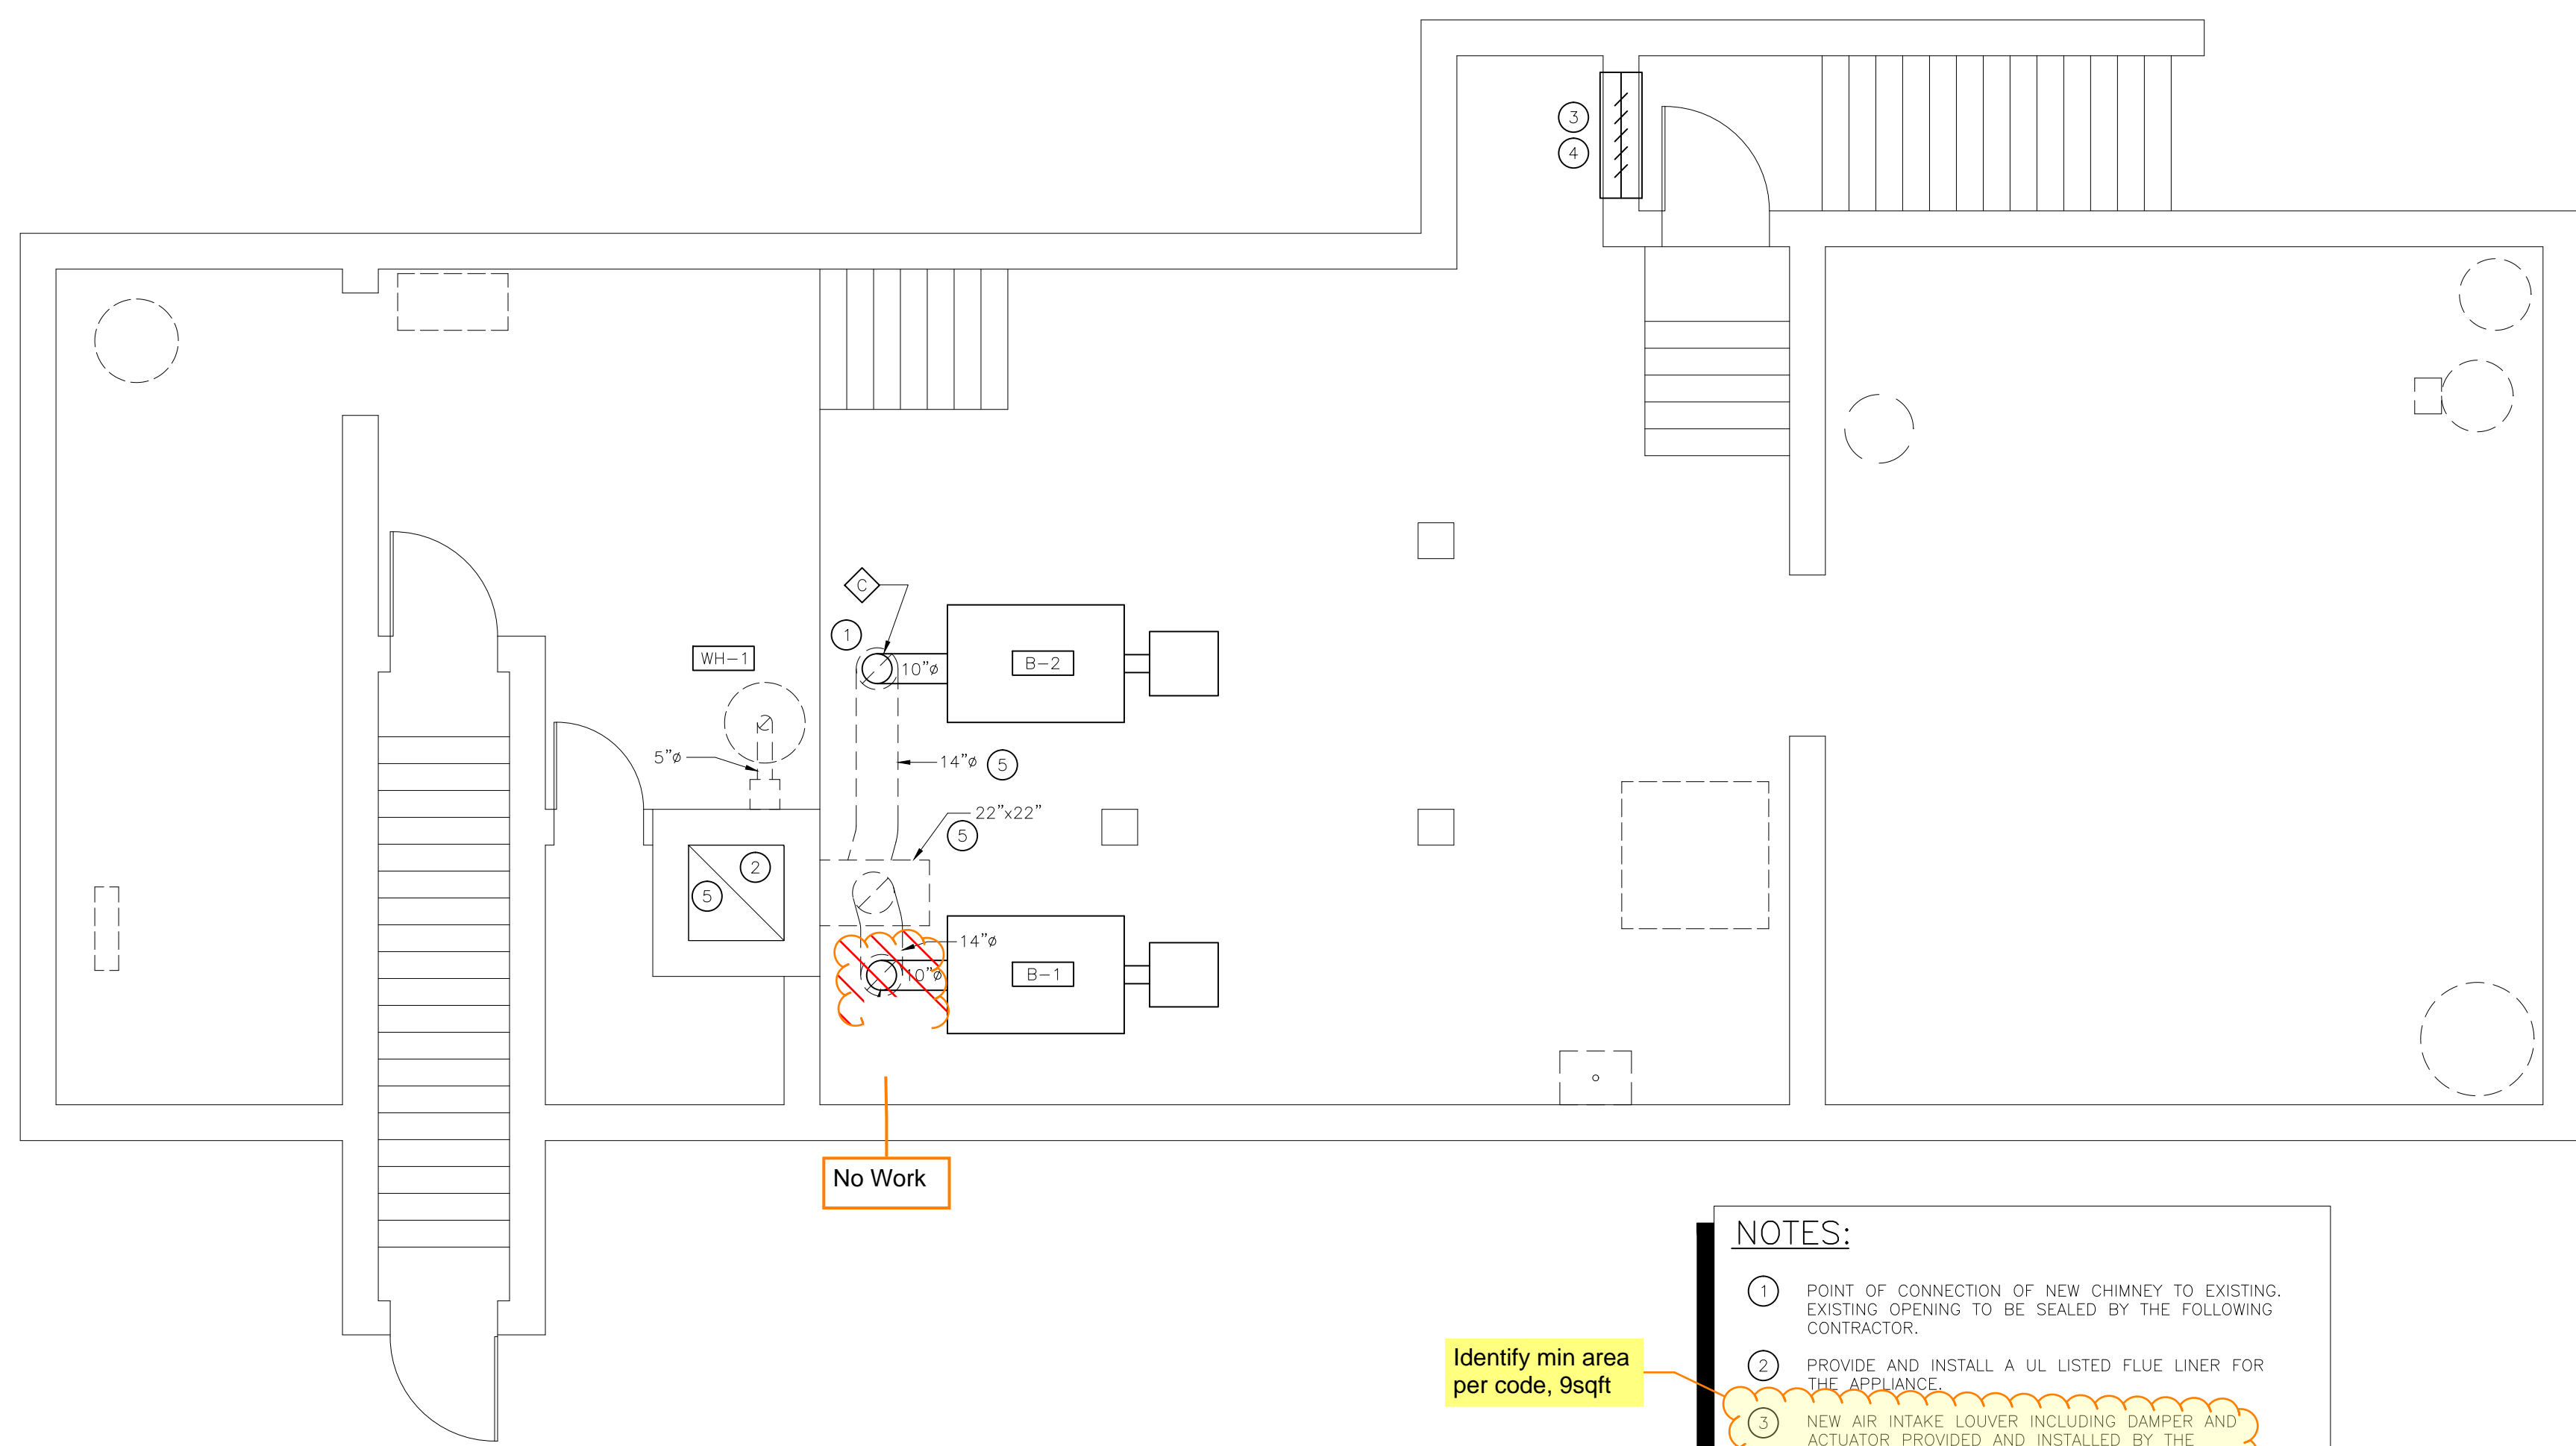 3
4
C
1
10"ø
B-2
WH-1
5"ø
14"ø
5
22"x22"
5
2
5
14"ø
10"ø
B-1
No Work
NOTES:
1 POINT OF CONNECTION OF NEW CHIMNEY TO EXISTING.
EXISTING OPENING TO BE SEALED BY THE FOLLOWING
CONTRACTOR.
Identify min area
per code, 9sqft
2 PROVIDE AND INSTALL A UL LISTED FLUE LINER FOR
THE APPLIANCE.
3 NEW AIR INTAKE LOUVER INCLUDING DAMPER AND
ACTUATOR PROVIDED AND INSTALLED BY THE